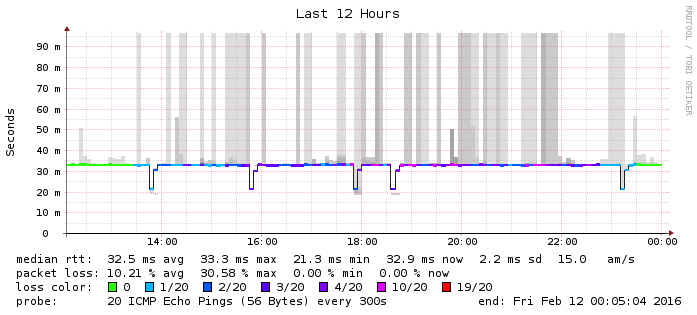 Last 12 Hours
RRDTOOL / TOBI OETIKER
Seconds
90 m
80 m
70 m
60 m
50 m
40 m
30 m
20 m
10 m
0
14:00 16:00 18:00 20:00 22:00 00:00
median rtt: 32.5 ms avg 33.3 ms max 21.3 ms min 32.9 ms now 2.2 ms sd 15.0 am/s
packet loss: 10.21 % avg 30.58 % max 0.00 % min 0.00 % now
loss color: 0 1/20 2/20 3/20 4/20 10/20 19/20
probe: 20 ICMP Echo Pings (56 Bytes) every 300s end: Fri Feb 12 00:05:04 2016